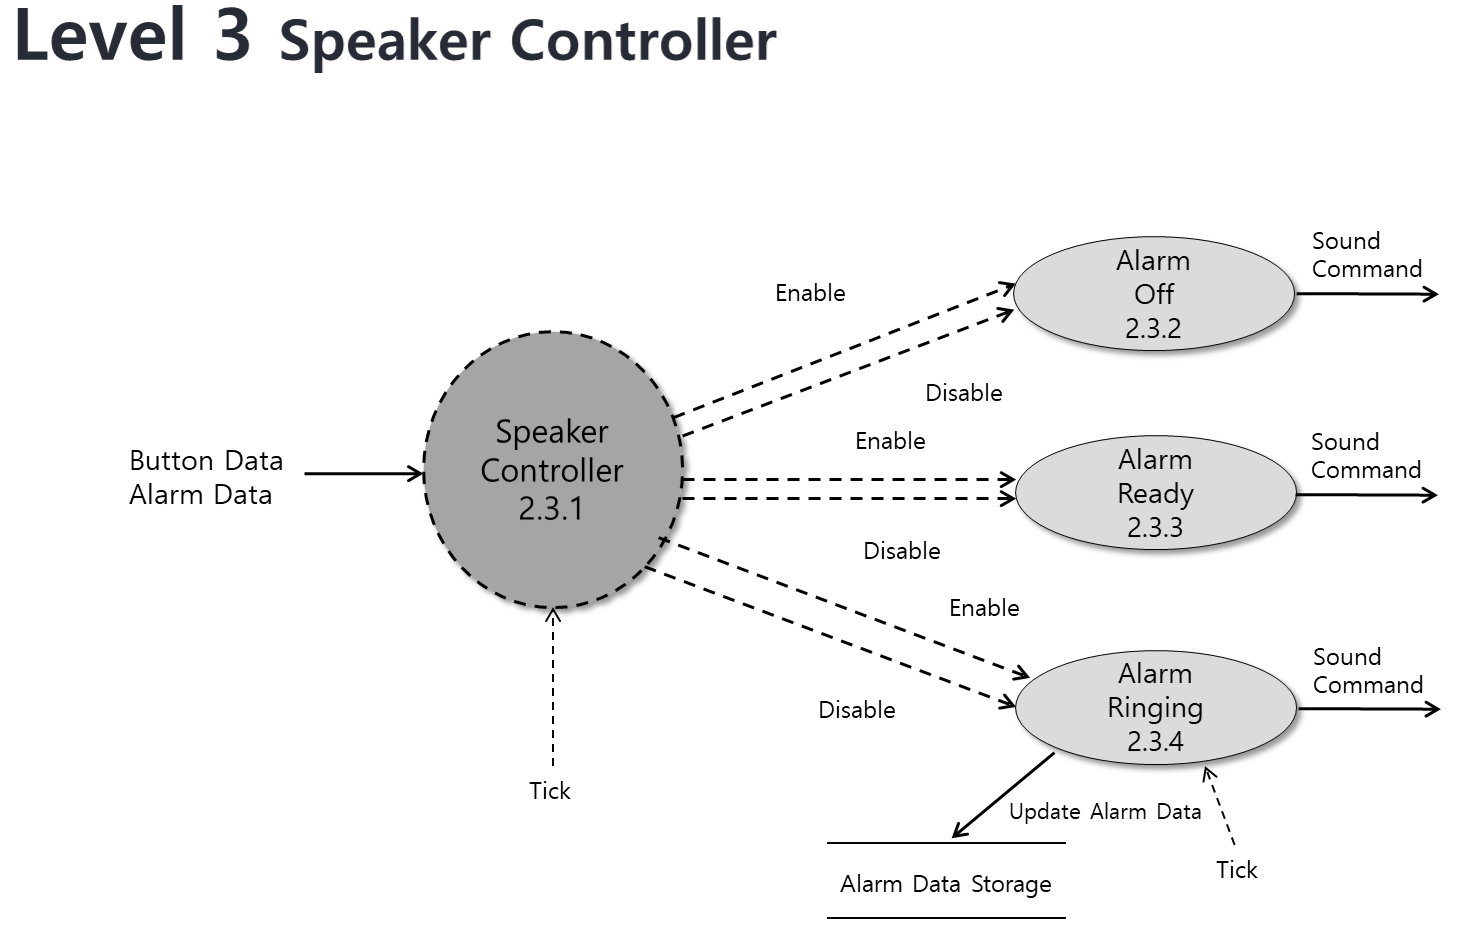 Level 3 Speaker Controller
Sound
Command
Alarm
Off
2.3.2
Enable
Disable
Button Data
Alarm Data
Speaker
Controller
2.3.1
Enable
Disable
Alarm
Ready
2.3.3
Sound
Command
Enable
Disable
Alarm
Ringing
2.3.4
Sound
Command
Tick
Update Alarm Data
Tick
Alarm Data Storage